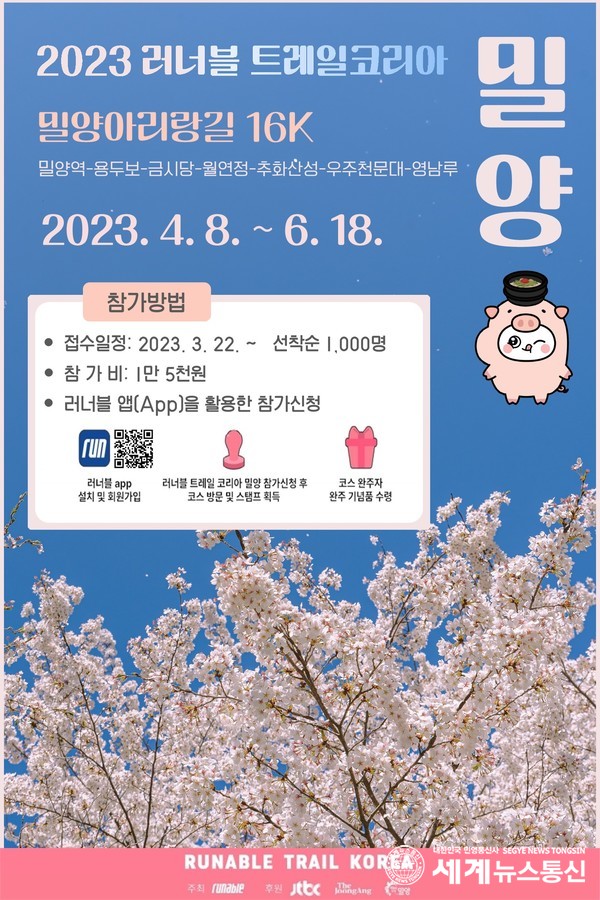 2023 러너블 트레일코리아
밀양
밀양아리랑길 16K
밀양역-용두보-금시당-월연정-추화산성-우주천문대-영남루
2023. 4. 8. ~ 6. 18.
참가방법
● 접수일정: 2023. 3. 22. ~ 선착순 1,000명
● 참 가 비: 1만 5천원
● 러너블 앱(App)을 활용한 참가신청
run
러너블 app
설치 및 회원가입
러너블 트레일 코리아 밀양 참가신청 후
코스 방문 및 스탬프 획득
코스 완주자
완주 기념품 수령
RUNABLE TRAIL KOREA
주최 runable 후원 jtbc The JoongAng 밀양
대한민국 민영통신사 SEGYE NEWS TONGSIN
세계뉴스통신